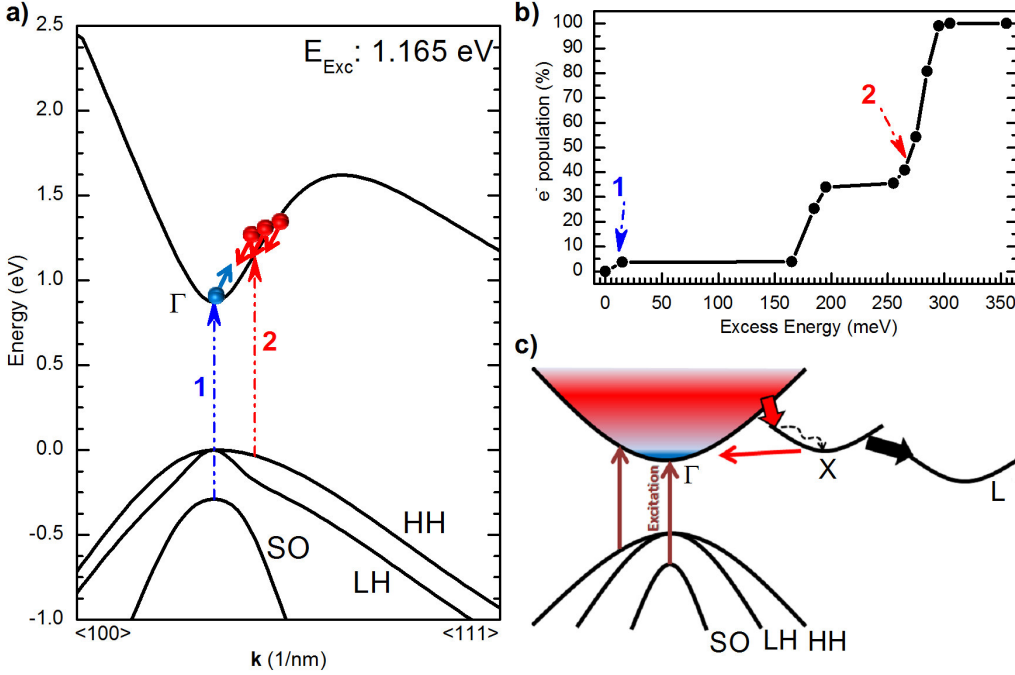 a)
E_Exc: 1.165 eV
Energy (eV)
2.5
2.0
1.5
1.0
0.5
0.0
-0.5
-1.0
Γ
1
2
HH
LH
SO
<100>
<111>
k (1/nm)
b)
e⁻ population (%)
100
90
80
70
60
50
40
30
20
10
0
1
2
0
50
100
150
200
250
300
350
Excess Energy (meV)
c)
Γ
X
L
Excitation
SO
LH
HH